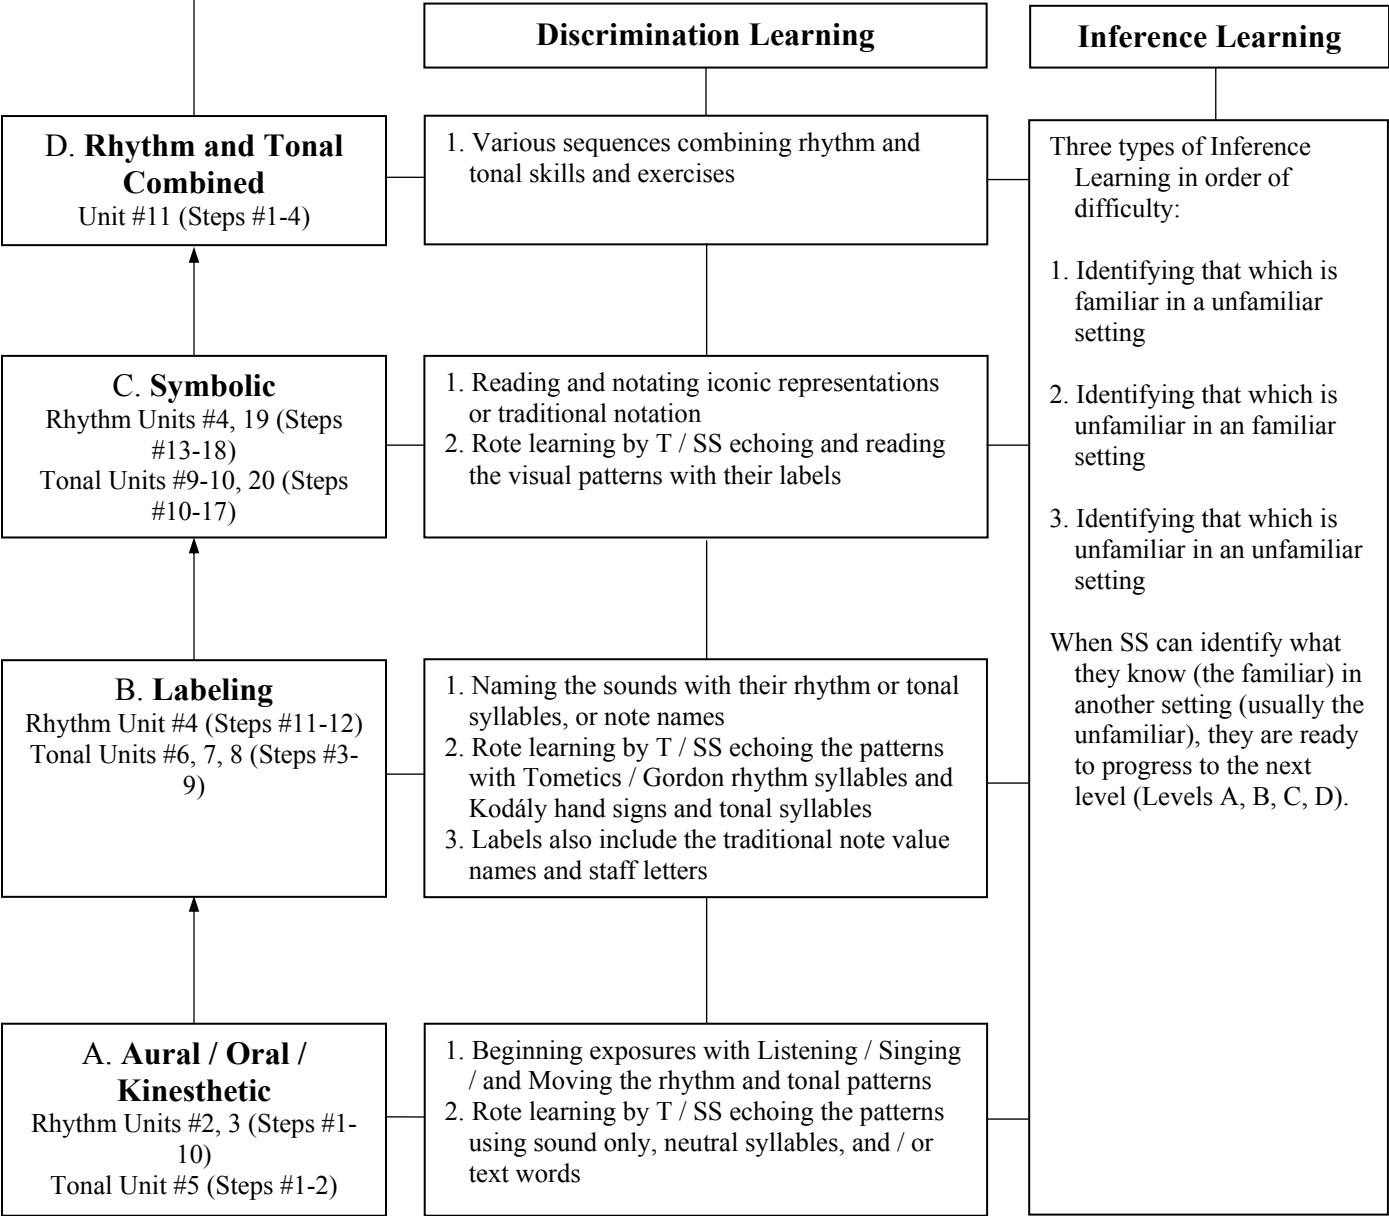 Discrimination Learning
Inference Learning
D. Rhythm and Tonal
Combined
Unit #11 (Steps #1-4)
1. Various sequences combining rhythm and
tonal skills and exercises
C. Symbolic
Rhythm Units #4, 19 (Steps
#13-18)
Tonal Units #9-10, 20 (Steps
#10-17)
1. Reading and notating iconic representations
or traditional notation
2. Rote learning by T / SS echoing and reading
the visual patterns with their labels
B. Labeling
Rhythm Unit #4 (Steps #11-12)
Tonal Units #6, 7, 8 (Steps #3-
9)
1. Naming the sounds with their rhythm or tonal
syllables, or note names
2. Rote learning by T / SS echoing the patterns
with Tometics / Gordon rhythm syllables and
Kodály hand signs and tonal syllables
3. Labels also include the traditional note value
names and staff letters
A. Aural / Oral /
Kinesthetic
Rhythm Units #2, 3 (Steps #1-
10)
Tonal Unit #5 (Steps #1-2)
1. Beginning exposures with Listening / Singing
/ and Moving the rhythm and tonal patterns
2. Rote learning by T / SS echoing the patterns
using sound only, neutral syllables, and / or
text words
Three types of Inference
Learning in order of
difficulty:
1. Identifying that which is
familiar in a unfamiliar
setting
2. Identifying that which is
unfamiliar in an familiar
setting
3. Identifying that which is
unfamiliar in an unfamiliar
setting
When SS can identify what
they know (the familiar) in
another setting (usually the
unfamiliar), they are ready
to progress to the next
level (Levels A, B, C, D).